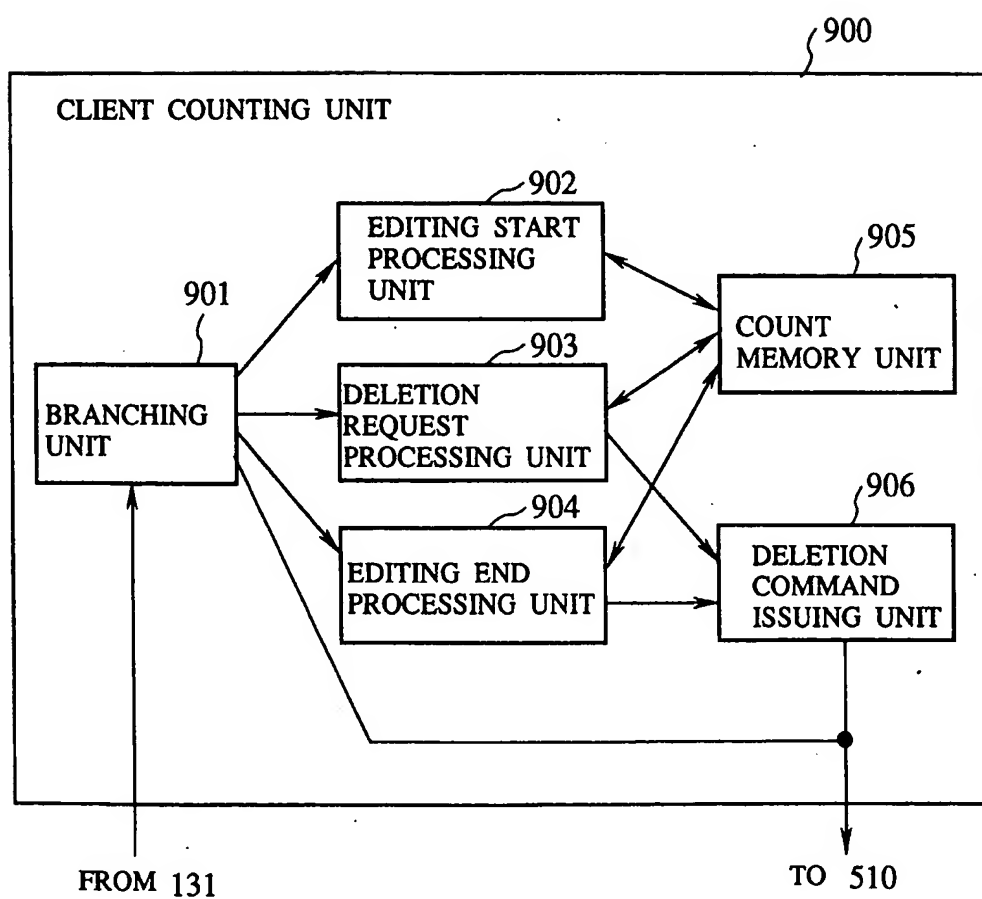 900
CLIENT COUNTING UNIT
902
EDITING START
PROCESSING
UNIT
905
COUNT
MEMORY UNIT
901
BRANCHING
UNIT
903
DELETION
REQUEST
PROCESSING UNIT
904
EDITING END
PROCESSING UNIT
906
DELETION
COMMAND
ISSUING UNIT
FROM 131
TO 510